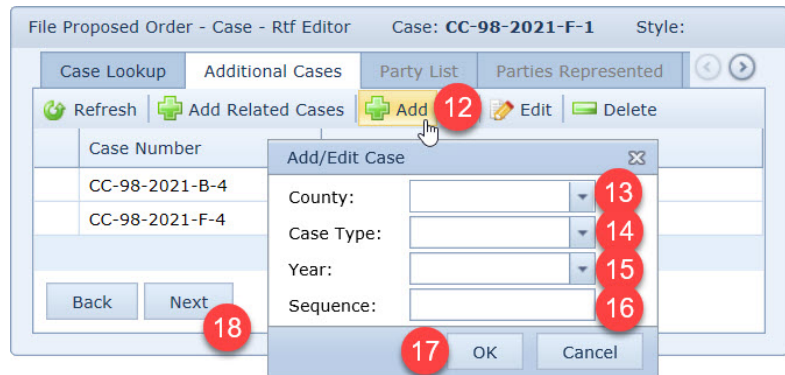 File Proposed Order - Case - Rtf Editor Case: CC-98-2021-F-1 Style:
Case Lookup Additional Cases Party List Parties Represented
Refresh Add Related Cases Add 12 Edit Delete
Case Number
Add/Edit Case
CC-98-2021-B-4
CC-98-2021-F-4
County: 13
Case Type: 14
Year: 15
Sequence: 16
Back Next 18
17 OK Cancel